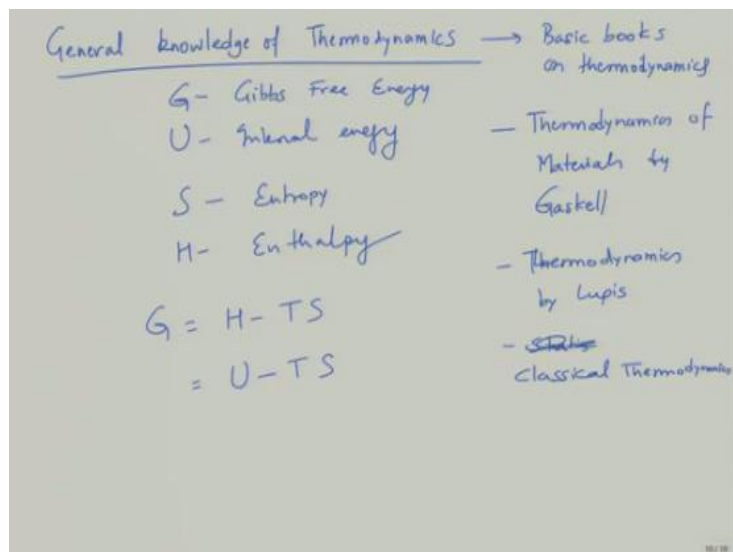 General knowledge of Thermodynamics → Basic books
on thermodynamics
G - Gibbs Free Energy
U - Internal energy
S - Entropy
H - Enthalpy
G = H - TS
= U - TS
- Thermodynamics of
Materials by
Gaskell
- Thermodynamics
by Lupis
-
Classical Thermodynamics